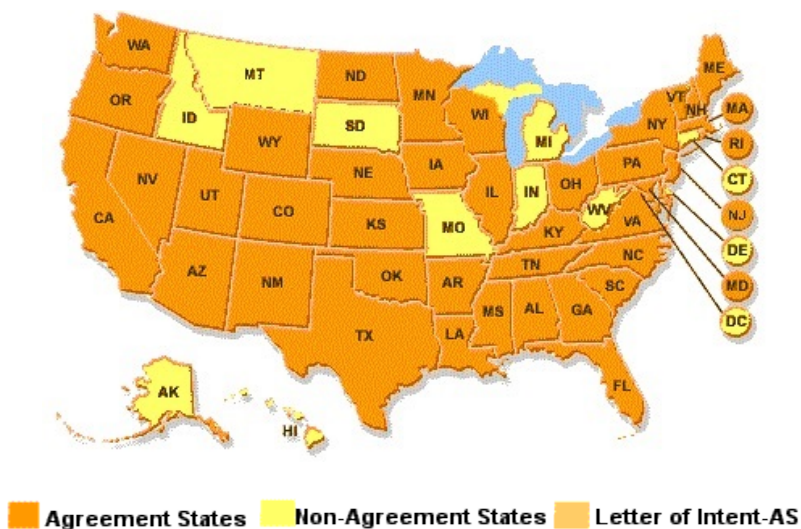 WA
MT
ND
MN
ME
VT
NH
MA
OR
ID
SD
WI
NY
RI
WY
MI
CT
NE
IA
PA
NV
UT
CO
IL
IN
OH
NJ
CA
KS
MO
WV
VA
DE
KY
AZ
NM
OK
AR
TN
NC
MD
SC
MS
AL
GA
DC
TX
LA
FL
AK
HI
Agreement States Non-Agreement States Letter of Intent-AS